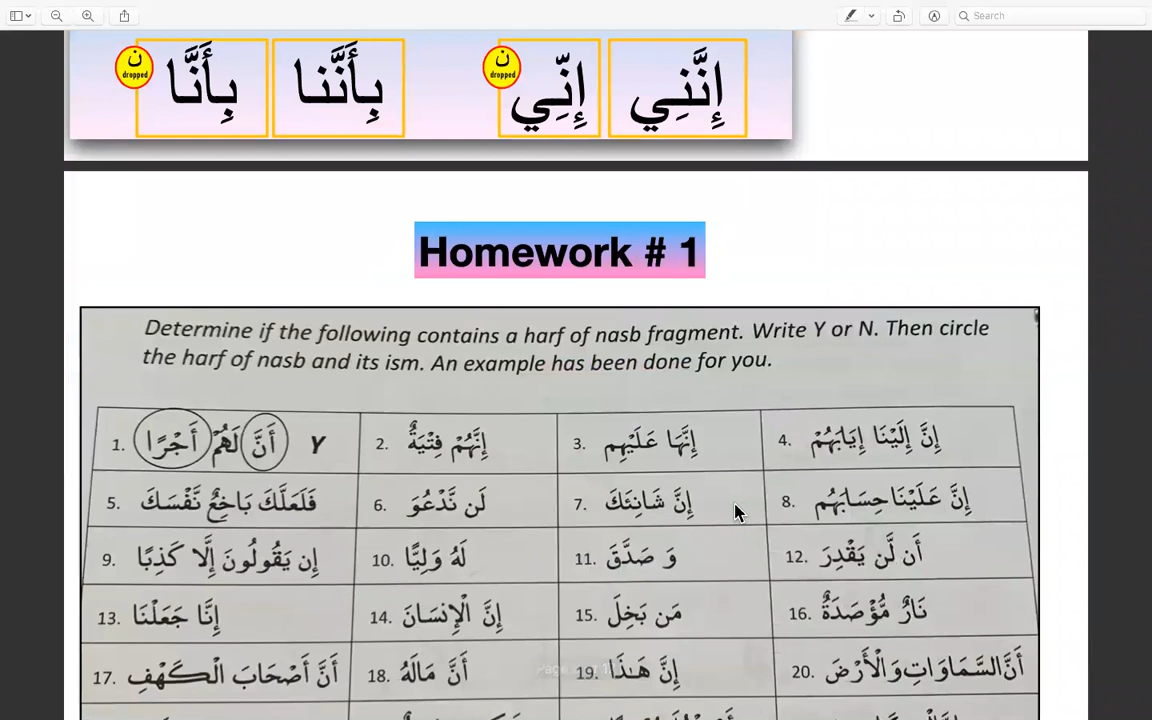 Search
إِنَّنِي إِنِّي ن dropped بِأَنَّنا بِأَنَّا ن dropped
Homework # 1
Determine if the following contains a harf of nasb fragment. Write Y or N. Then circle
the harf of nasb and its ism. An example has been done for you.
1. أَنَّ لَهُمْ أَجْرًا Y
2. إِنَّهُمْ فِتْيَةٌ
3. إِنَّهَا عَلَيْهِم
4. إِنَّ إِلَيْنَا إِيَابَهُمْ
5. فَلَعَلَّكَ بَاخِعٌ نَّفْسَكَ
6. لَن نَّدْعُوَ
7. إِنَّ شَانِئَكَ
8. إِنَّ عَلَيْنَا حِسَابَهُم
9. إِن يَقُولُونَ إِلَّا كَذِبًا
10. لَهُ وَلِيًّا
11. وَ صَدَّقَ
12. أَن لَّن يَقْدِرَ
13. إِنَّا جَعَلْنَا
14. إِنَّ الْإِنسَانَ
15. مَن بَخِلَ
16. نَارٌ مُّؤْصَدَةٌ
17. أَنَّ أَصْحَابَ الْكَهْفِ
18. أَنَّ مَالَهُ
19. إِنَّ هَـٰذَا
20. أَنَّ السَّمَاوَاتِ وَالْأَرْضَ